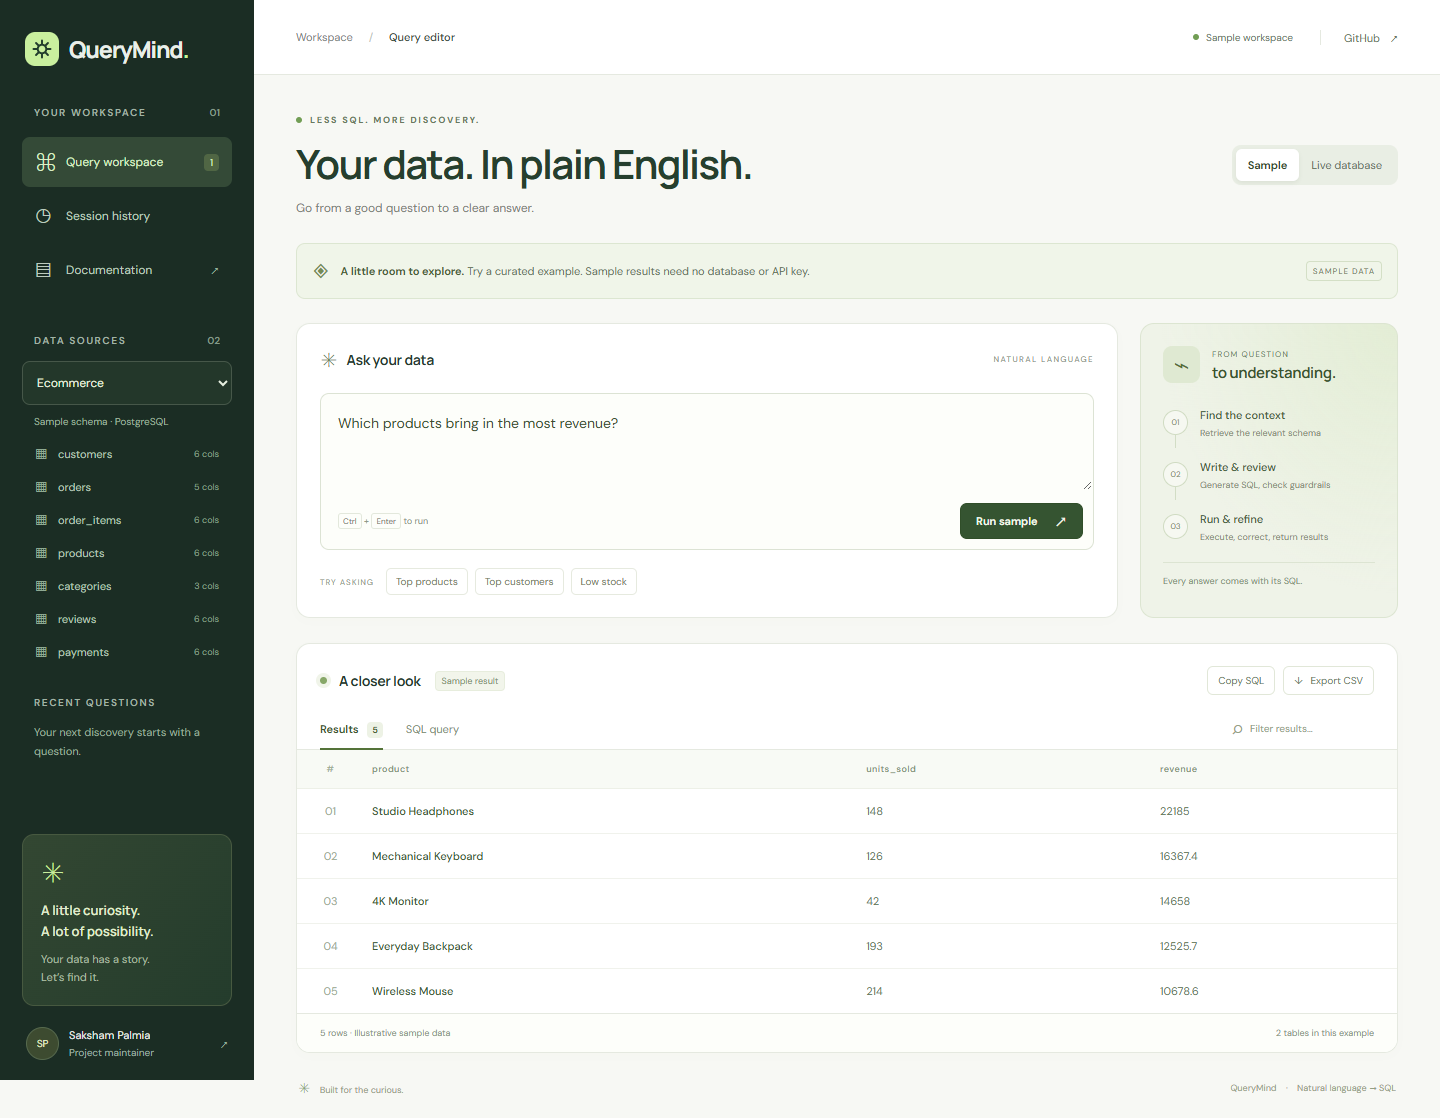 QueryMind.
YOUR WORKSPACE 01
Query workspace 1
Session history
Documentation ↗
DATA SOURCES 02
Ecommerce
Sample schema · PostgreSQL
customers 6 cols
orders 5 cols
order_items 6 cols
products 6 cols
categories 3 cols
reviews 6 cols
payments 6 cols
RECENT QUESTIONS
Your next discovery starts with a
question.
A little curiosity.
A lot of possibility.
Your data has a story.
Let's find it.
SP
Saksham Palmia
Project maintainer
↗
Workspace / Query editor
Sample workspace
GitHub ↗
LESS SQL. MORE DISCOVERY.
Your data. In plain English.
Go from a good question to a clear answer.
Sample Live database
A little room to explore. Try a curated example. Sample results need no database or API key.
SAMPLE DATA
Ask your data
NATURAL LANGUAGE
Which products bring in the most revenue?
Ctrl + Enter to run
Run sample ↗
TRY ASKING Top products Top customers Low stock
FROM QUESTION
to understanding.
01 Find the context
Retrieve the relevant schema
02 Write & review
Generate SQL, check guardrails
03 Run & refine
Execute, correct, return results
Every answer comes with its SQL.
A closer look Sample result
Copy SQL ↓ Export CSV
Results 5 SQL query
Filter results...
# product units_sold revenue
01 Studio Headphones 148 22185
02 Mechanical Keyboard 126 16367.4
03 4K Monitor 42 14658
04 Everyday Backpack 193 12525.7
05 Wireless Mouse 214 10678.6
5 rows · Illustrative sample data
2 tables in this example
Built for the curious.
QueryMind · Natural language → SQL